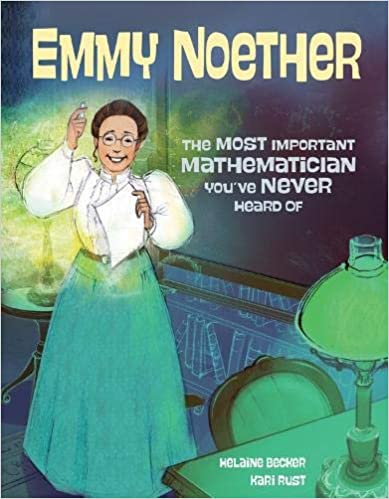 EMMY NOETHER
THE MOST IMPORTANT
MATHEMATICIAN
YOU'VE NEVER
HEARD OF
HELAINE BECKER
KARI RUST